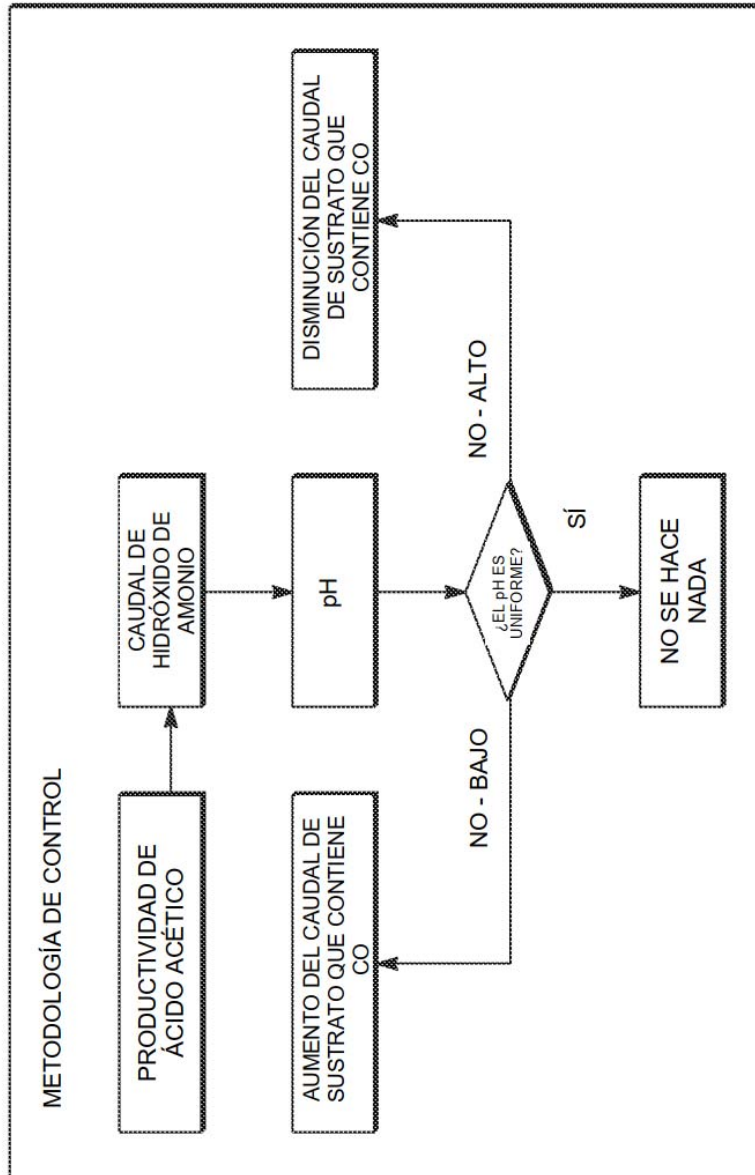 METODOLOGÍA DE CONTROL
PRODUCTIVIDAD DE
ÁCIDO ACÉTICO
CAUDAL DE
HIDRÓXIDO DE
AMONIO
AUMENTO DEL CAUDAL DE
SUSTRATO QUE CONTIENE
CO
pH
DISMINUCIÓN DEL CAUDAL
DE SUSTRATO QUE
CONTIENE CO
NO - BAJO
¿EL pH ES
UNIFORME?
NO - ALTO
SÍ
NO SE HACE
NADA